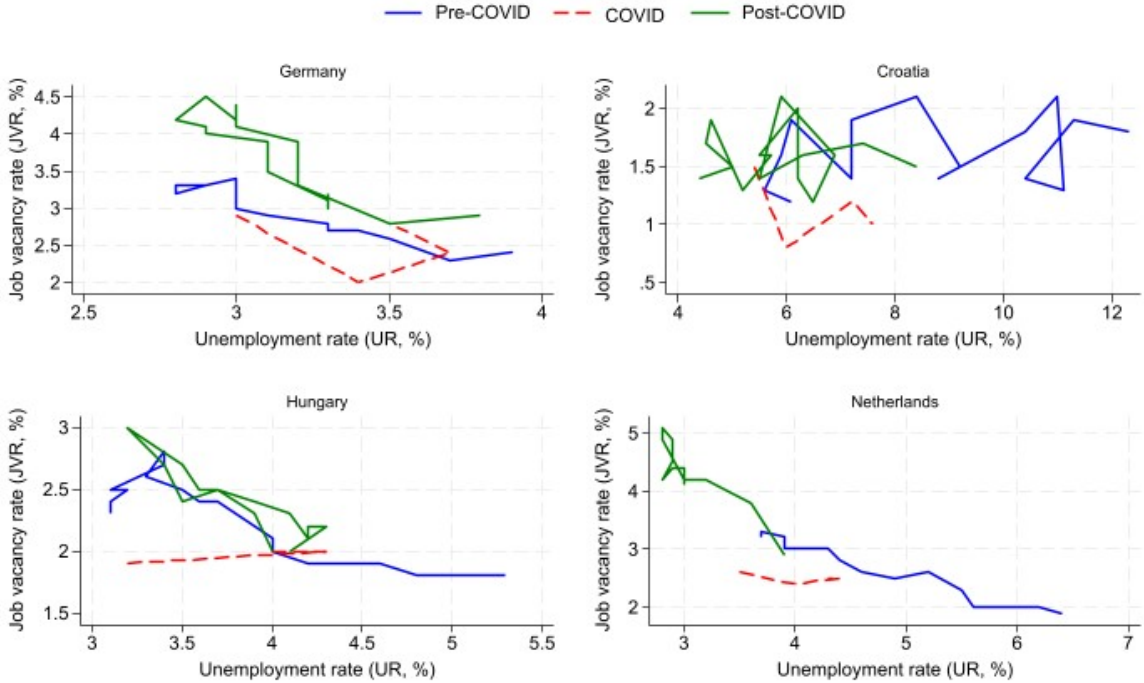 Pre-COVID COVID Post-COVID
Germany
Job vacancy rate (JVR, %)
4.5
4
3.5
3
2.5
2
2.5 3 3.5 4
Unemployment rate (UR, %)
Croatia
Job vacancy rate (JVR, %)
2
1.5
1
.5
4 6 8 10 12
Unemployment rate (UR, %)
Hungary
Job vacancy rate (JVR, %)
3
2.5
2
1.5
3 3.5 4 4.5 5 5.5
Unemployment rate (UR, %)
Netherlands
Job vacancy rate (JVR, %)
5
4
3
2
3 4 5 6 7
Unemployment rate (UR, %)